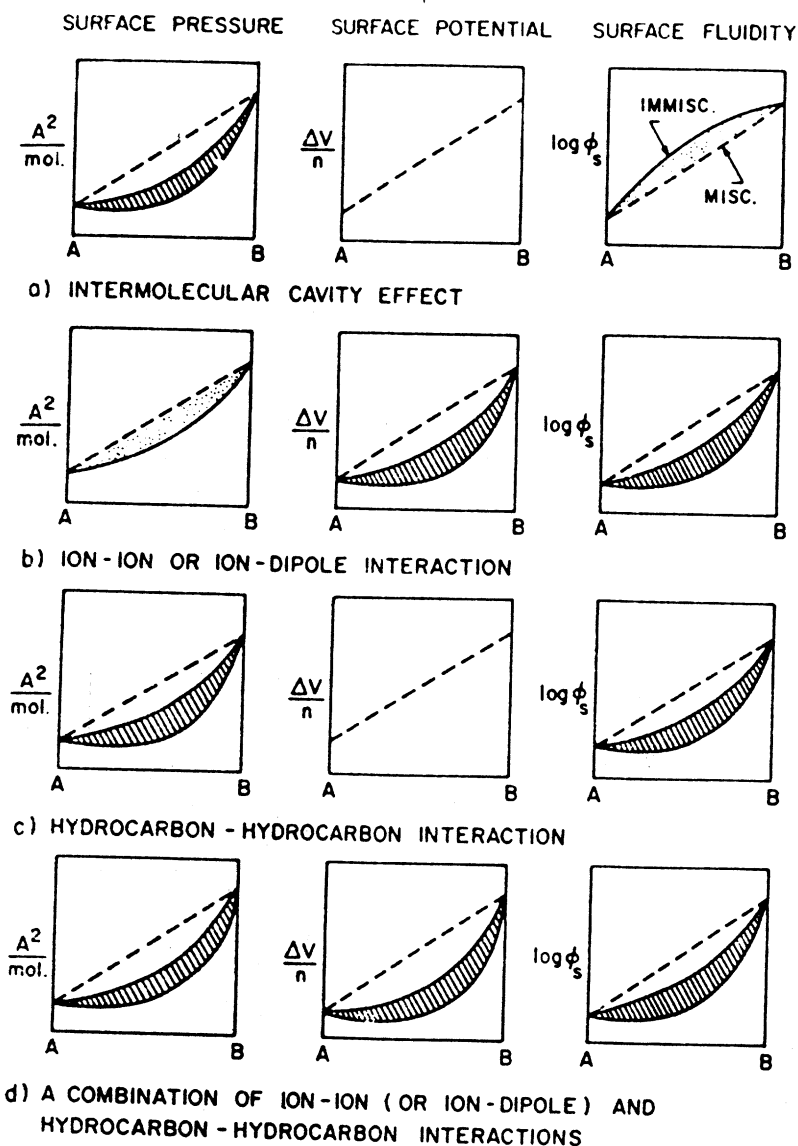 SURFACE PRESSURE SURFACE POTENTIAL SURFACE FLUIDITY
A²/mol. ΔV/n log ϕs IMMISC. MISC.
A B A B A B
a) INTERMOLECULAR CAVITY EFFECT
A²/mol. ΔV/n log ϕs
A B A B A B
b) ION-ION OR ION-DIPOLE INTERACTION
A²/mol. ΔV/n log ϕs
A B A B A B
c) HYDROCARBON-HYDROCARBON INTERACTION
A²/mol. ΔV/n log ϕs
A B A B A B
d) A COMBINATION OF ION-ION (OR ION-DIPOLE) AND
HYDROCARBON-HYDROCARBON INTERACTIONS